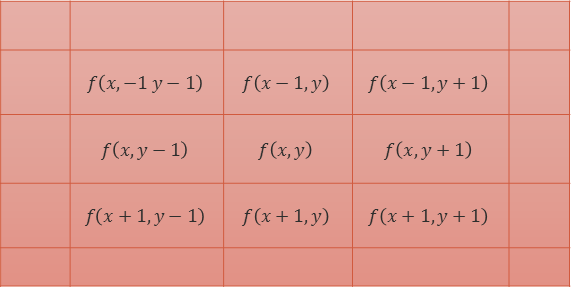 f(x,−1 y − 1) f(x − 1,y) f(x − 1,y + 1)
f(x,y − 1) f(x,y) f(x,y + 1)
f(x + 1,y − 1) f(x + 1,y) f(x + 1,y + 1)